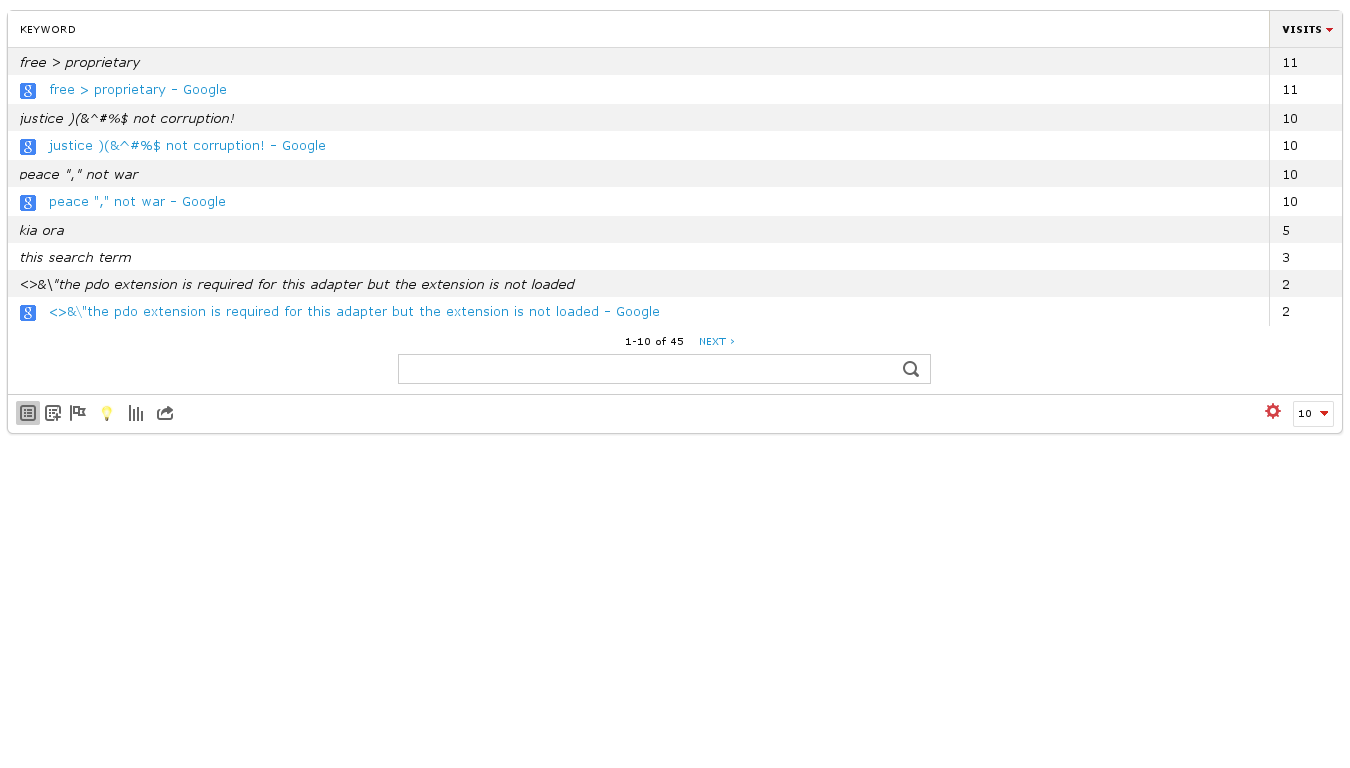 KEYWORD VISITS
free > proprietary 11
g free > proprietary - Google 11
justice )(&^#%$ not corruption! 10
g justice )(&^#%$ not corruption! - Google 10
peace "," not war 10
g peace "," not war - Google 10
kia ora 5
this search term 3
<>&\"the pdo extension is required for this adapter but the extension is not loaded 2
g <>&\"the pdo extension is required for this adapter but the extension is not loaded - Google 2
1-10 of 45 NEXT ›
10